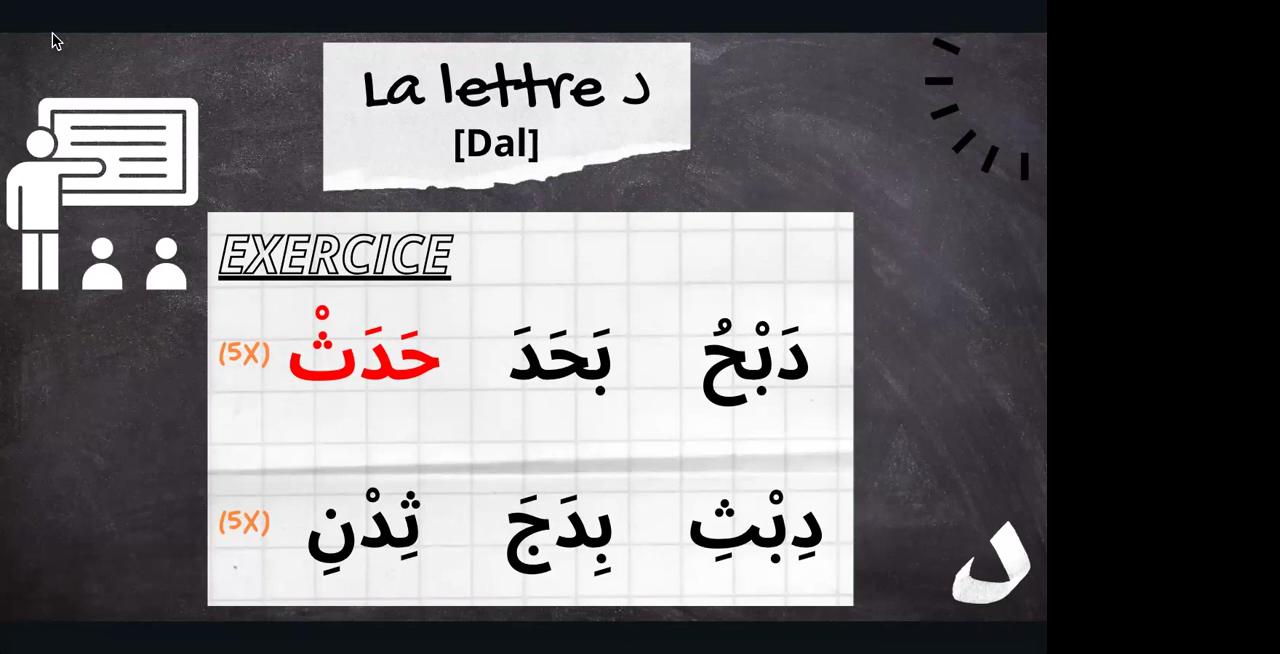 La lettre د
[Dal]
EXERCICE
دَبْحُ بَحَدَ حَدَثْ (5X)
دِبْثِ بِدَجَ ثِدْنِ (5X)
د